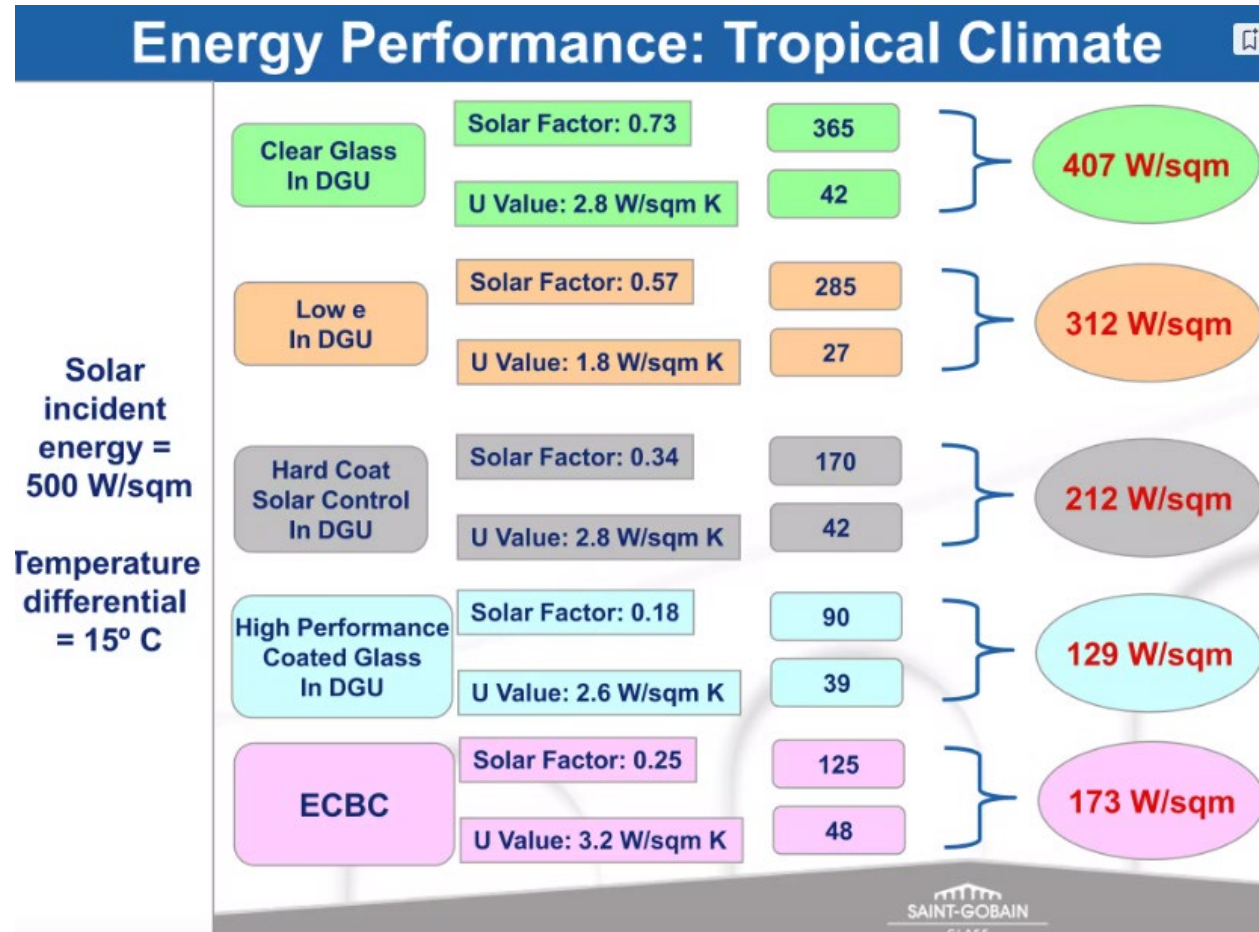 Energy Performance: Tropical Climate
Solar
incident
energy =
500 W/sqm
Temperature
differential
= 15º C
Clear Glass
In DGU
Solar Factor: 0.73
365
U Value: 2.8 W/sqm K
42
407 W/sqm
Low e
In DGU
Solar Factor: 0.57
285
U Value: 1.8 W/sqm K
27
312 W/sqm
Hard Coat
Solar Control
In DGU
Solar Factor: 0.34
170
U Value: 2.8 W/sqm K
42
212 W/sqm
High Performance
Coated Glass
In DGU
Solar Factor: 0.18
90
U Value: 2.6 W/sqm K
39
129 W/sqm
ECBC
Solar Factor: 0.25
125
U Value: 3.2 W/sqm K
48
173 W/sqm
SAINT-GOBAIN